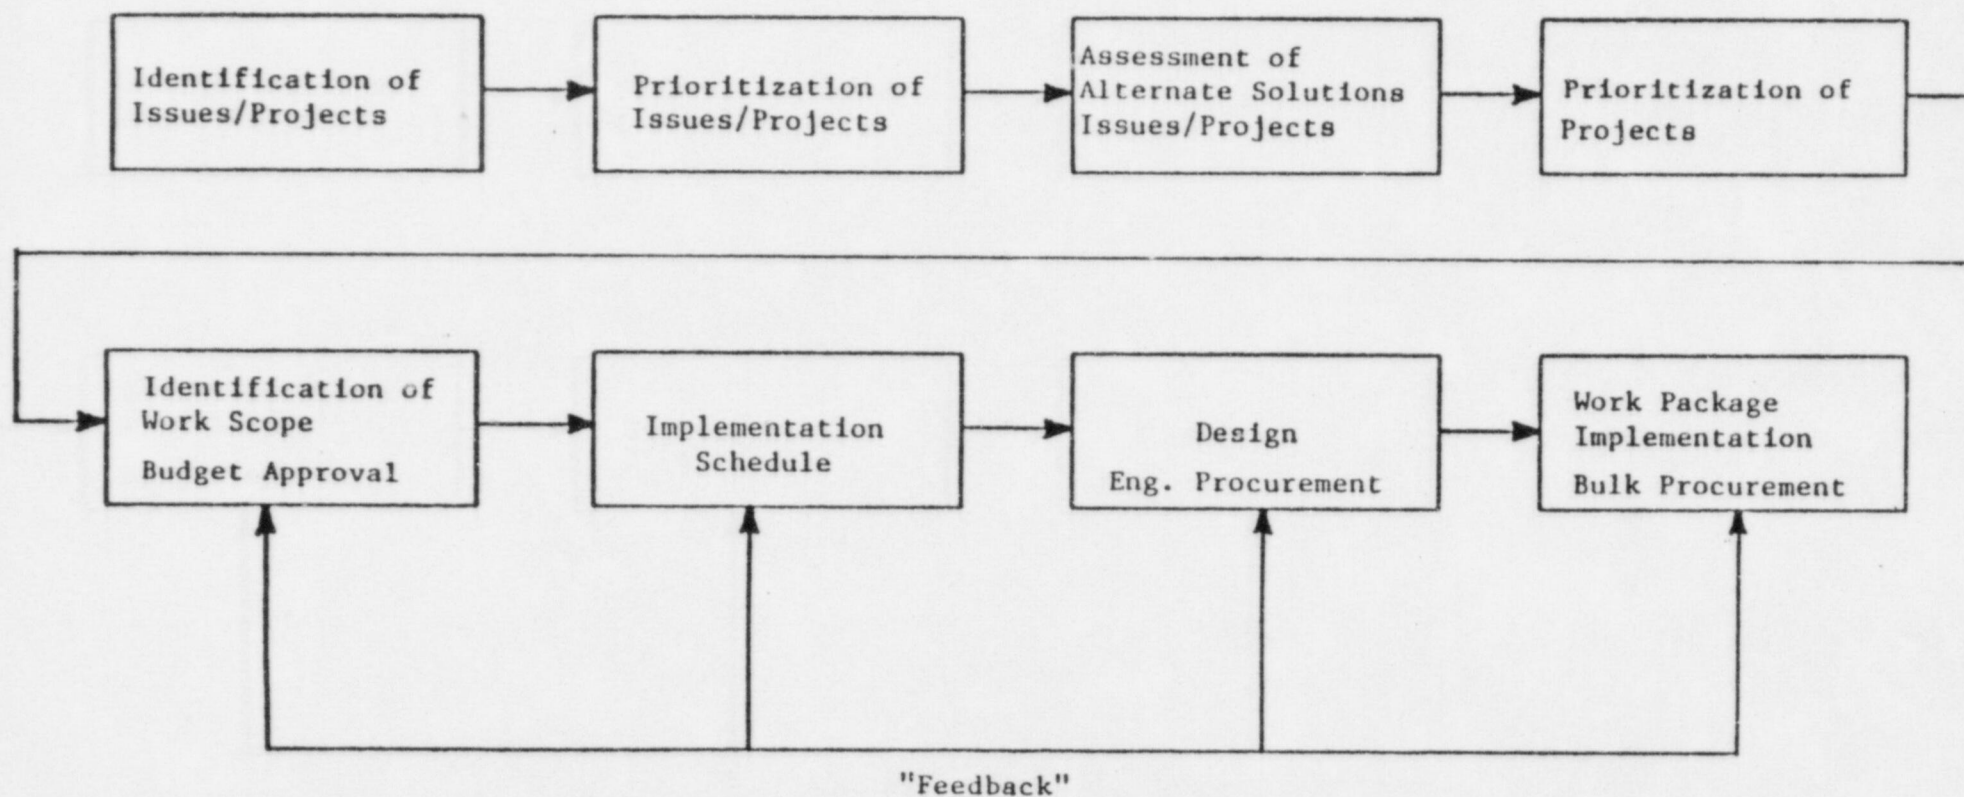 Identification of
Issues/Projects
Prioritization of
Issues/Projects
Assessment of
Alternate Solutions
Issues/Projects
Prioritization of
Projects
Identification of
Work Scope
Budget Approval
Implementation
Schedule
Design
Eng. Procurement
Work Package
Implementation
Bulk Procurement
"Feedback"